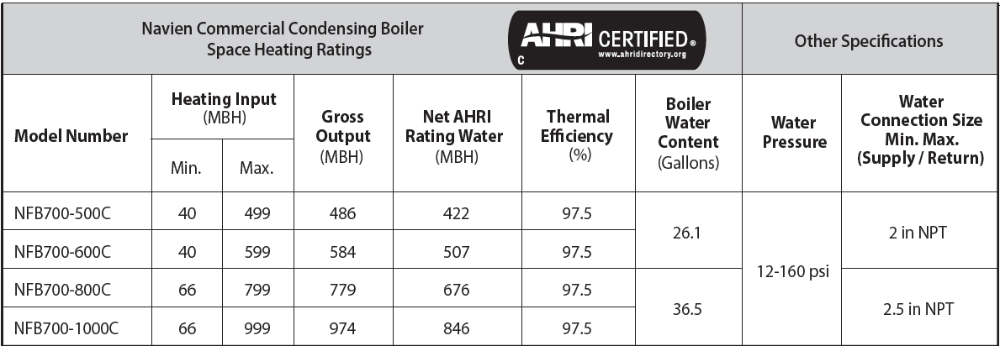 Navien Commercial Condensing Boiler
Space Heating Ratings
AHRI CERTIFIED®
www.ahridirectory.org
C
Other Specifications
Model Number
Heating Input
(MBH)
Min.
Max.
Gross
Output
(MBH)
Net AHRI
Rating Water
(MBH)
Thermal
Efficiency
(%)
Boiler
Water
Content
(Gallons)
Water
Pressure
Water
Connection Size
Min. Max.
(Supply / Return)
NFB700-500C 40 499 486 422 97.5
26.1
2 in NPT
NFB700-600C 40 599 584 507 97.5
12-160 psi
NFB700-800C 66 799 779 676 97.5
36.5
2.5 in NPT
NFB700-1000C 66 999 974 846 97.5